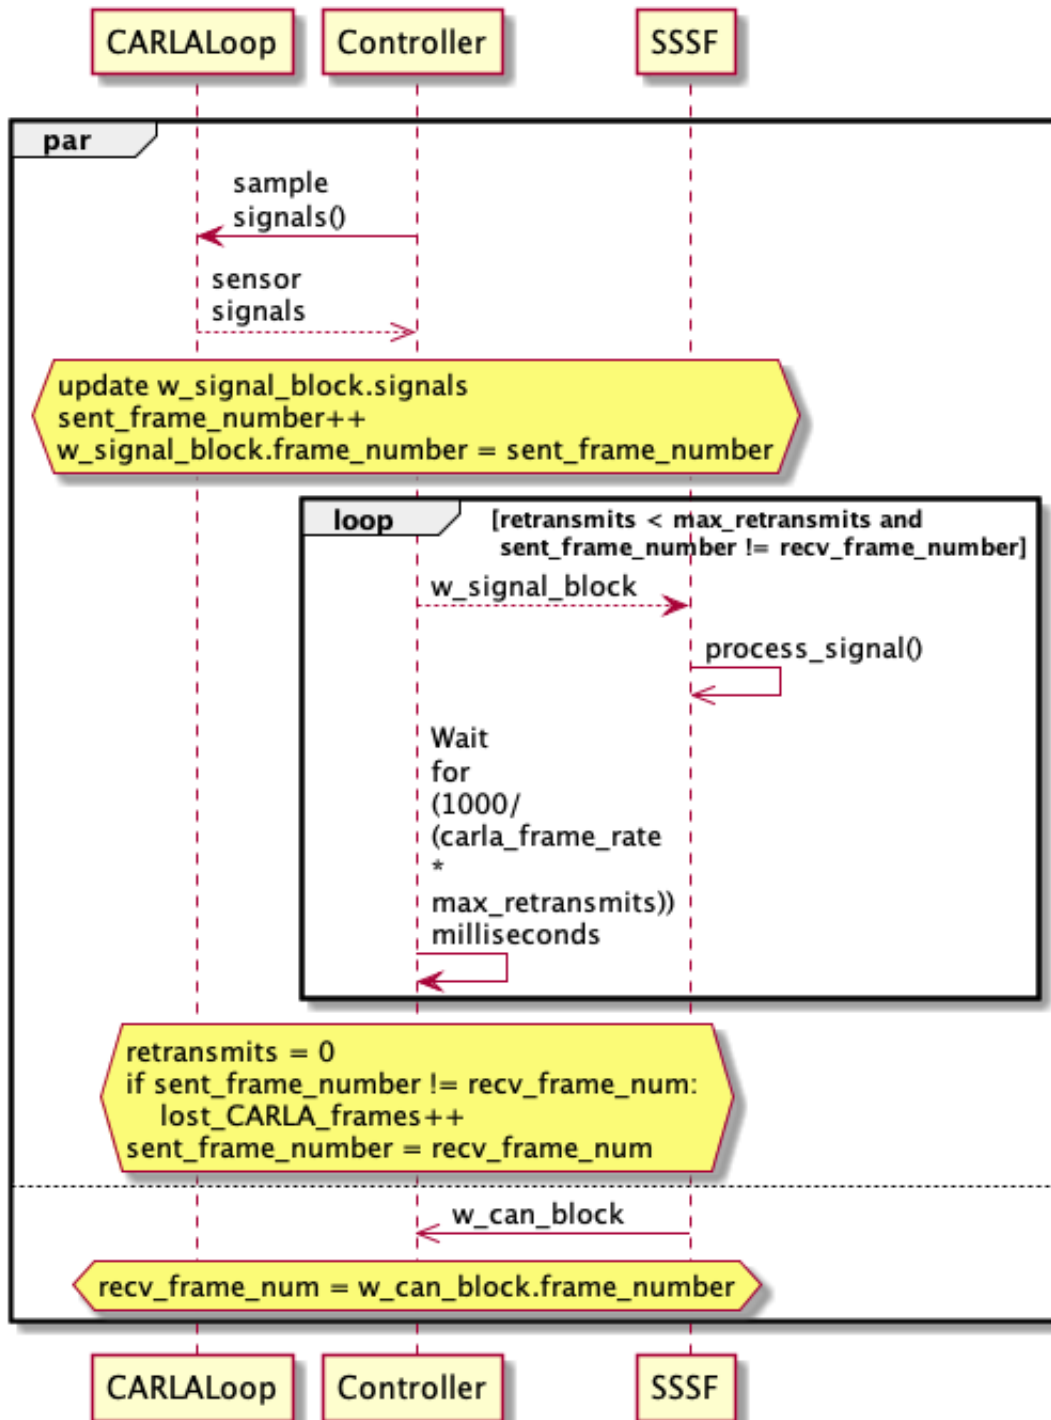 CARLALoop Controller SSSF
par
sample
signals()
sensor
signals
update w_signal_block.signals
sent_frame_number++
w_signal_block.frame_number = sent_frame_number
loop [retransmits < max_retransmits and
sent_frame_number != recv_frame_number]
w_signal_block
process_signal()
Wait
for
(1000/
(carla_frame_rate
*
max_retransmits))
milliseconds
retransmits = 0
if sent_frame_number != recv_frame_num:
lost_CARLA_frames++
sent_frame_number = recv_frame_num
w_can_block
recv_frame_num = w_can_block.frame_number
CARLALoop Controller SSSF